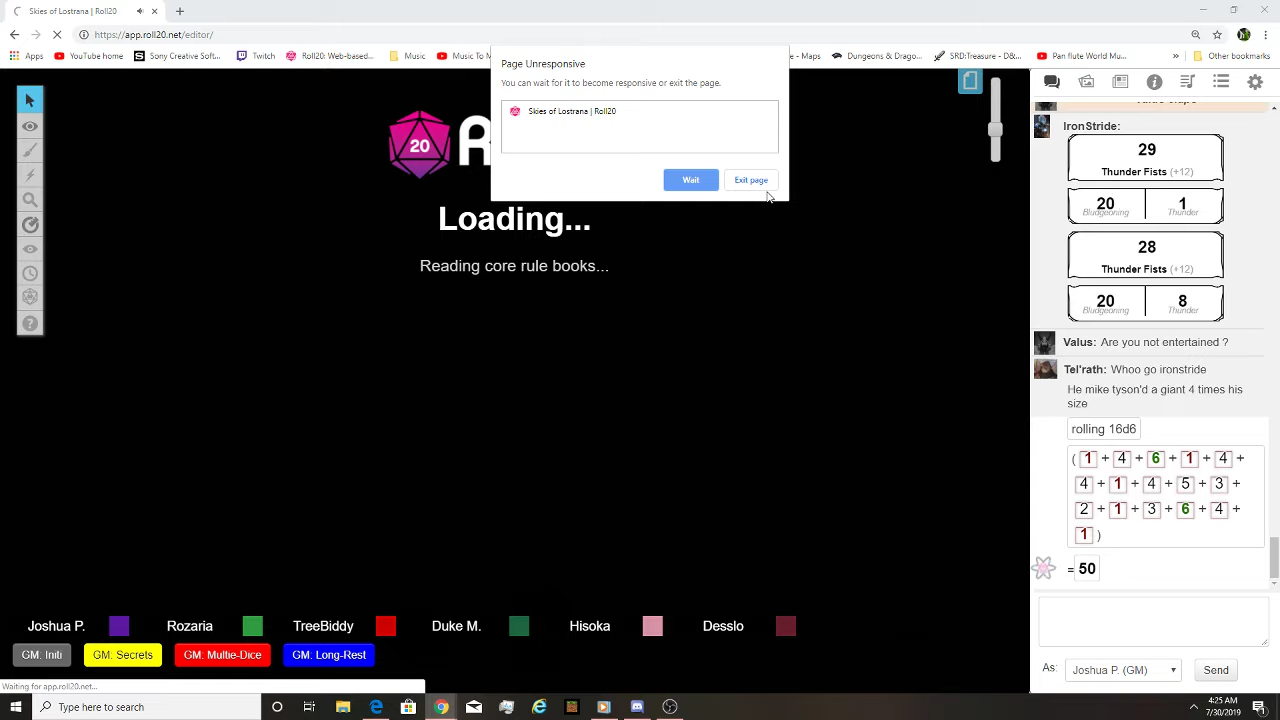 Skies of Lostrana | Roll20
https://app.roll20.net/editor/
Apps YouTube home Sony Creative Soft... Twitch Roll20: Web-based... Music Music To M e - Maps Dungeons & Drago... SRD:Treasure - D&... Pan flute World Mu...
Page Unresponsive
You can wait for it to become responsive or exit the page.
Skies of Lostrana | Roll20
Wait Exit page
20 R
Loading...
Reading core rule books...
IronStride:
29
Thunder Fists (+12)
20 1
Bludgeoning Thunder
28
Thunder Fists (+12)
20 8
Bludgeoning Thunder
Valus: Are you not entertained ?
Tel'rath: Whoo go ironstride
He mike tyson'd a giant 4 times his
size
rolling 16d6
( 1 + 4 + 6 + 1 + 4 +
4 + 1 + 4 + 5 + 3 +
2 + 1 + 3 + 6 + 4 +
1 )
= 50
Joshua P. Rozaria TreeBiddy Duke M. Hisoka Desslo
GM: Initi GM: Secrets GM: Multie-Dice GM: Long-Rest
As: Joshua P. (GM) Send
Waiting for app.roll20.net...
Type here to search
4:25 AM
7/30/2019